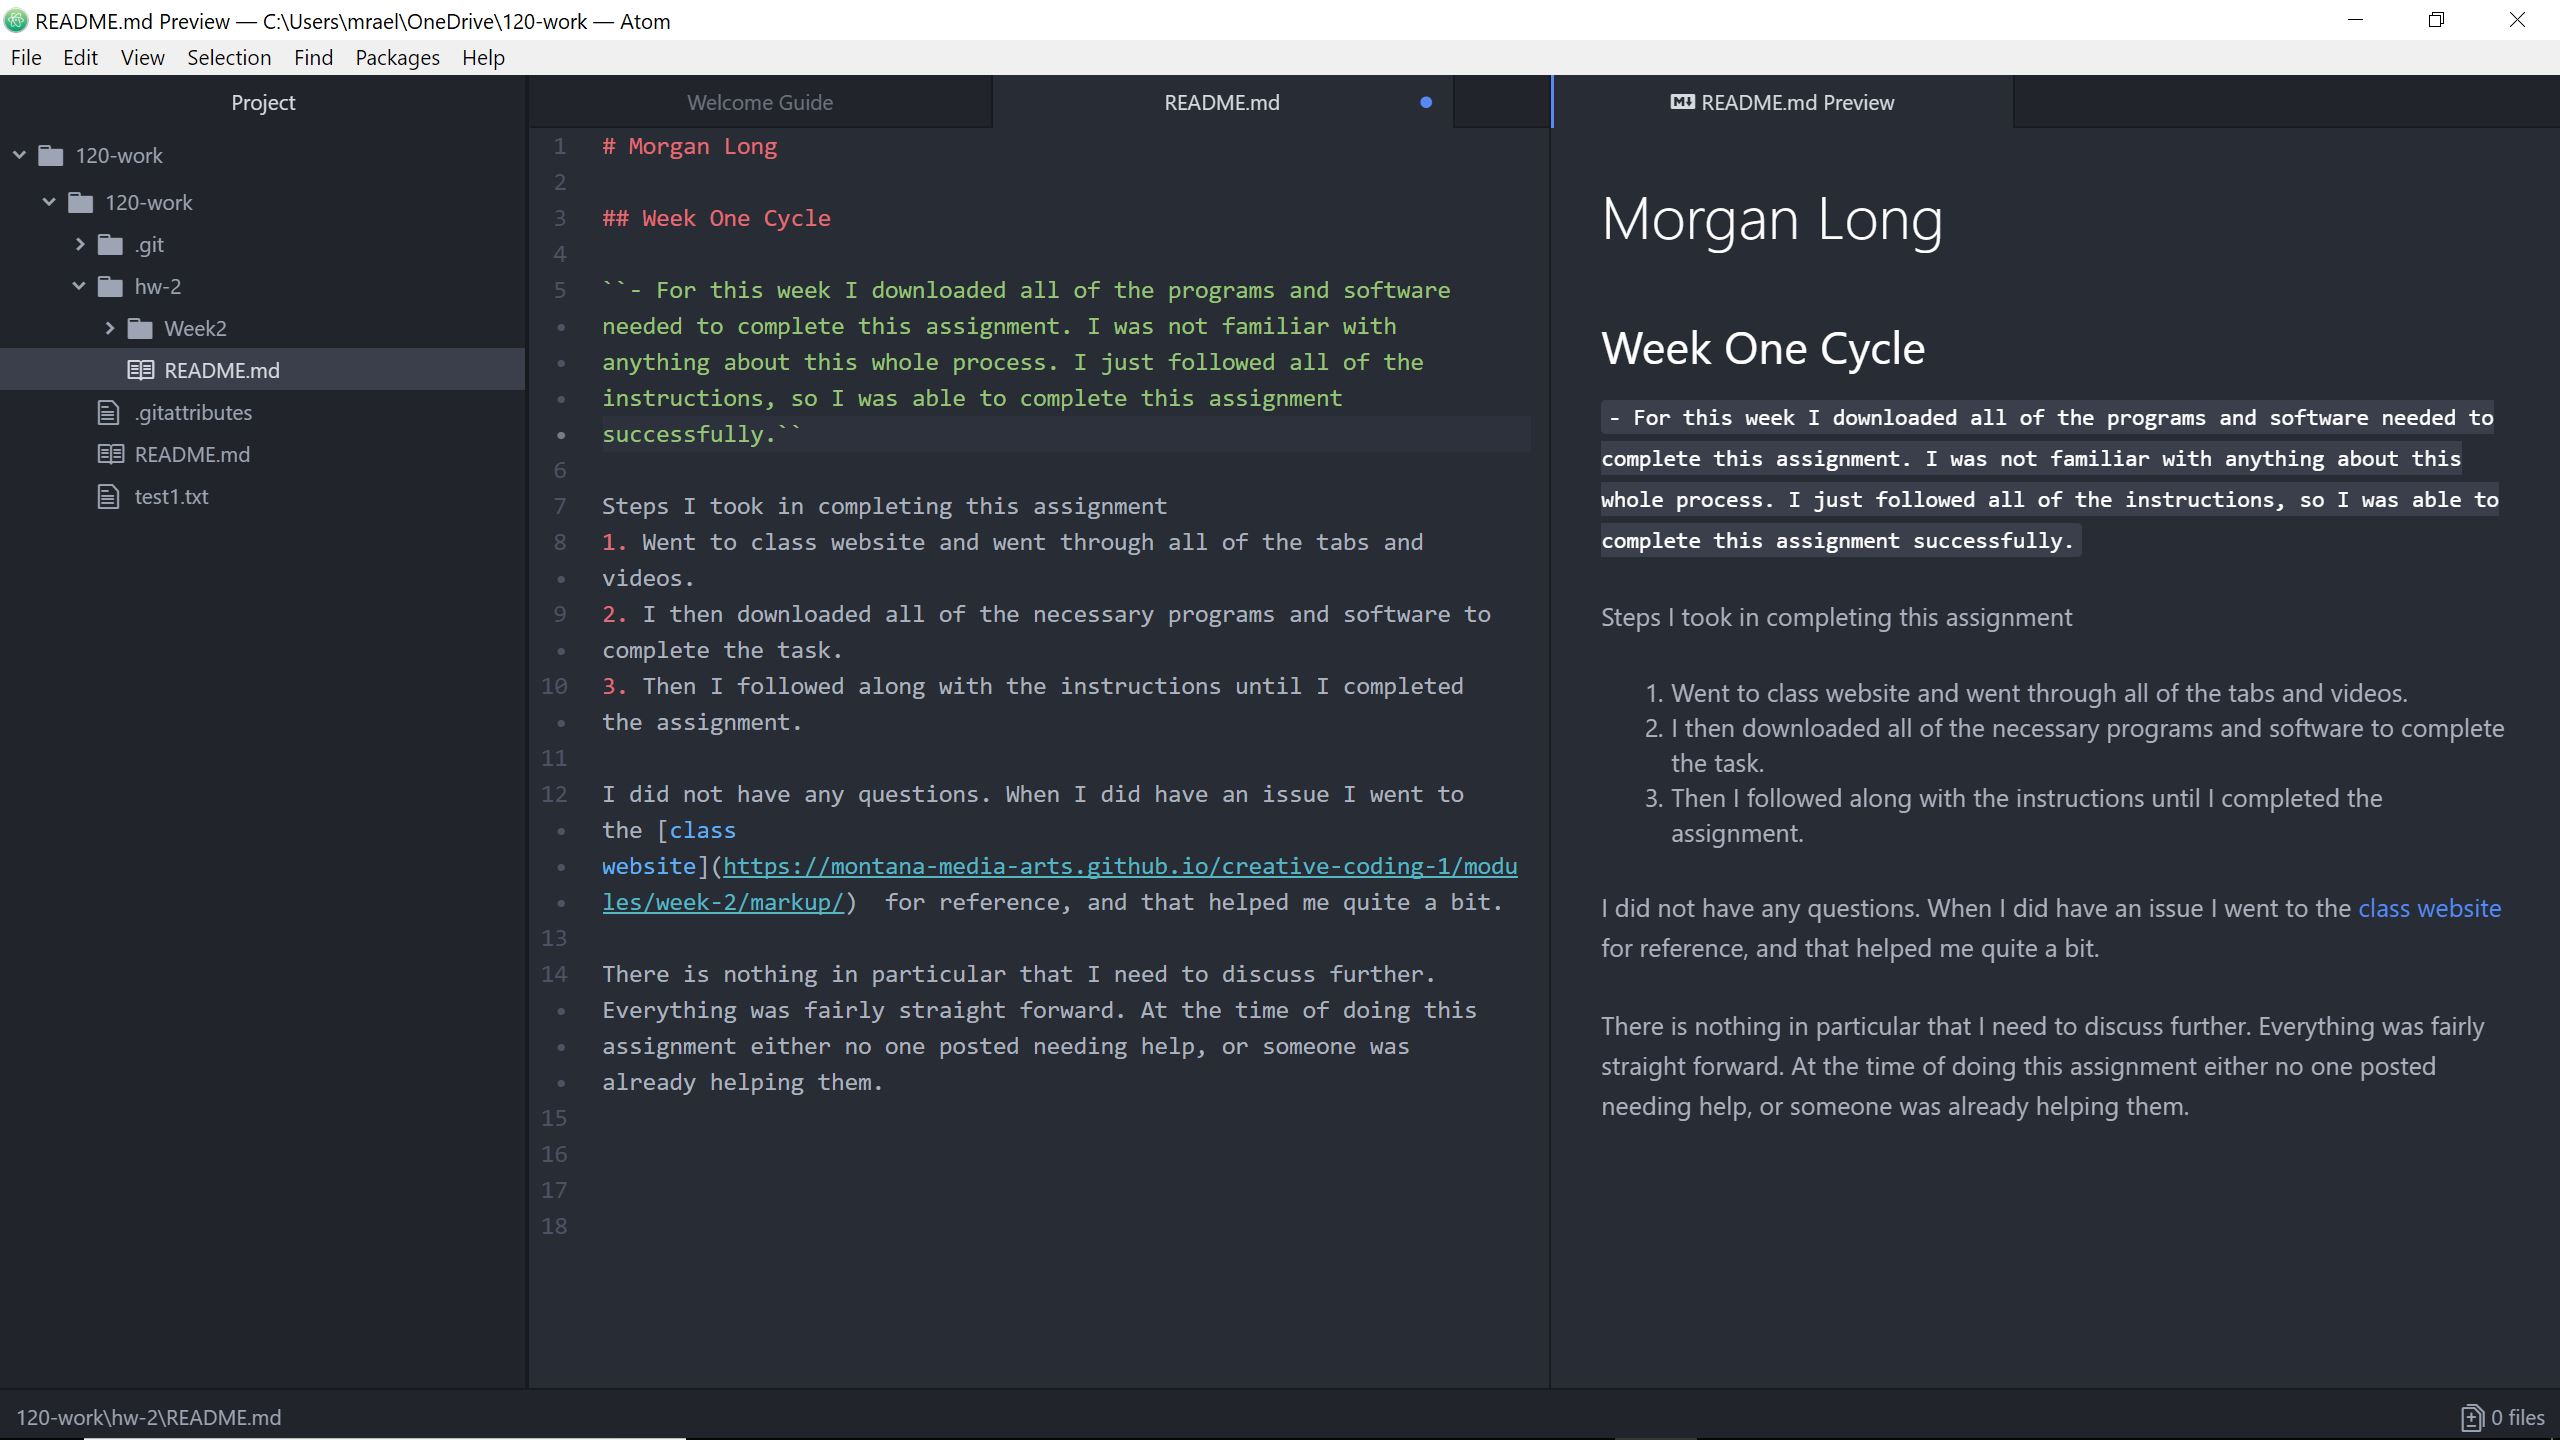 README.md Preview — C:\Users\mrael\OneDrive\120-work — Atom
File Edit View Selection Find Packages Help
Project
120-work
120-work
.git
hw-2
Week2
README.md
.gitattributes
README.md
test1.txt
Welcome Guide
README.md
1 # Morgan Long
2
3 ## Week One Cycle
4
5 ``- For this week I downloaded all of the programs and software
needed to complete this assignment. I was not familiar with
anything about this whole process. I just followed all of the
instructions, so I was able to complete this assignment
successfully.``
6
7 Steps I took in completing this assignment
8 1. Went to class website and went through all of the tabs and
videos.
9 2. I then downloaded all of the necessary programs and software to
complete the task.
10 3. Then I followed along with the instructions until I completed
the assignment.
11
12 I did not have any questions. When I did have an issue I went to
the [class
website](https://montana-media-arts.github.io/creative-coding-1/modu
les/week-2/markup/)  for reference, and that helped me quite a bit.
13
14 There is nothing in particular that I need to discuss further.
Everything was fairly straight forward. At the time of doing this
assignment either no one posted needing help, or someone was
already helping them.
15
16
17
18
README.md Preview
Morgan Long
Week One Cycle
- For this week I downloaded all of the programs and software needed to
complete this assignment. I was not familiar with anything about this
whole process. I just followed all of the instructions, so I was able to
complete this assignment successfully.
Steps I took in completing this assignment
1. Went to class website and went through all of the tabs and videos.
2. I then downloaded all of the necessary programs and software to complete
the task.
3. Then I followed along with the instructions until I completed the
assignment.
I did not have any questions. When I did have an issue I went to the class website
for reference, and that helped me quite a bit.
There is nothing in particular that I need to discuss further. Everything was fairly
straight forward. At the time of doing this assignment either no one posted
needing help, or someone was already helping them.
120-work\hw-2\README.md
0 files